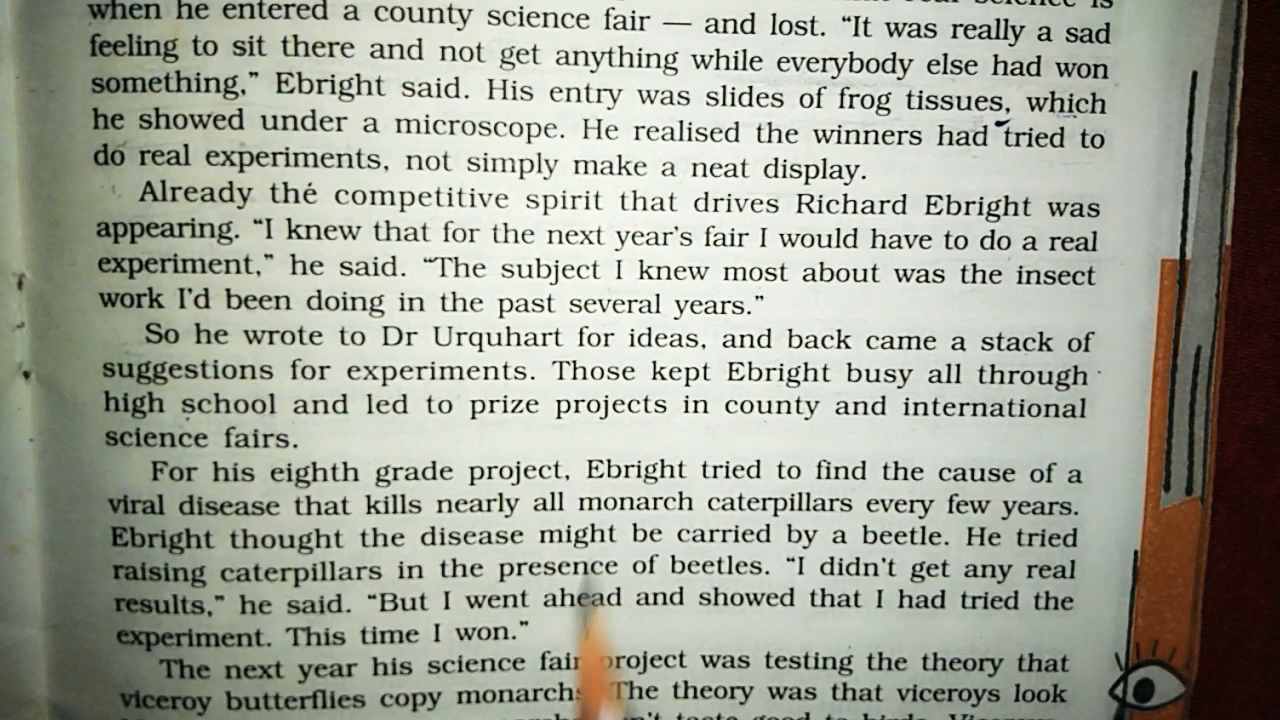 when he entered a county science fair — and lost. “It was really a sad
feeling to sit there and not get anything while everybody else had won
something,” Ebright said. His entry was slides of frog tissues, which
he showed under a microscope. He realised the winners had tried to
do real experiments, not simply make a neat display.
Already the competitive spirit that drives Richard Ebright was
appearing. “I knew that for the next year’s fair I would have to do a real
experiment,” he said. “The subject I knew most about was the insect
work I’d been doing in the past several years.”
So he wrote to Dr Urquhart for ideas, and back came a stack of
suggestions for experiments. Those kept Ebright busy all through
high school and led to prize projects in county and international
science fairs.
For his eighth grade project, Ebright tried to find the cause of a
viral disease that kills nearly all monarch caterpillars every few years.
Ebright thought the disease might be carried by a beetle. He tried
raising caterpillars in the presence of beetles. “I didn’t get any real
results,” he said. “But I went ahead and showed that I had tried the
experiment. This time I won.”
The next year his science fair project was testing the theory that
viceroy butterflies copy monarchs. The theory was that viceroys look